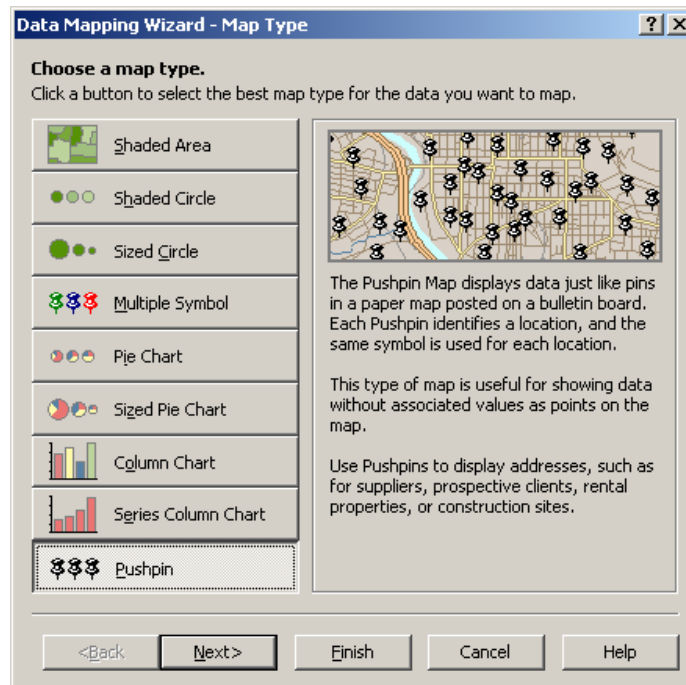 Data Mapping Wizard - Map Type
Choose a map type.
Click a button to select the best map type for the data you want to map.
Shaded Area
Shaded Circle
Sized Circle
Multiple Symbol
Pie Chart
Sized Pie Chart
Column Chart
Series Column Chart
Pushpin
The Pushpin Map displays data just like pins
in a paper map posted on a bulletin board.
Each Pushpin identifies a location, and the
same symbol is used for each location.
This type of map is useful for showing data
without associated values as points on the
map.
Use Pushpins to display addresses, such as
for suppliers, prospective clients, rental
properties, or construction sites.
<Back Next> Finish Cancel Help